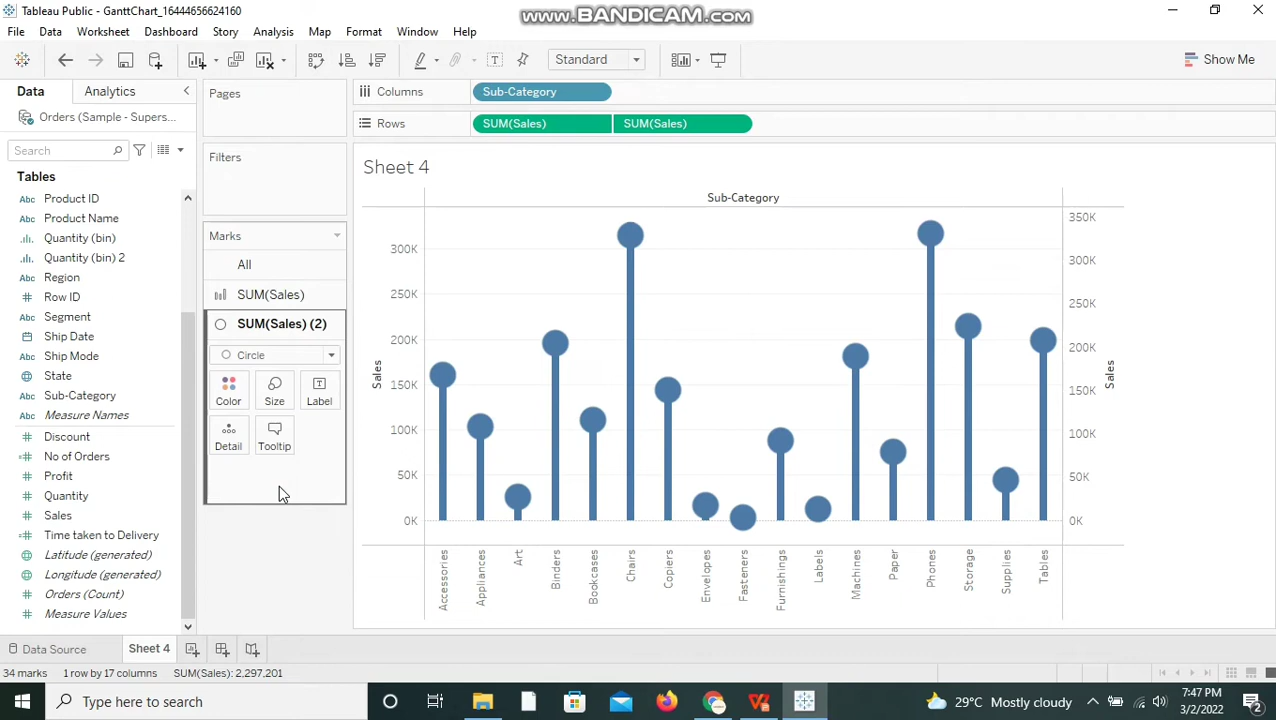 Tableau Public - GanttChart_16444656624160
www.BANDICAM.com
File Data Worksheet Dashboard Story Analysis Map Format Window Help
T Standard Show Me
Data Analytics
Orders (Sample - Supers...
Search
Tables
Abc Product ID
Abc Product Name
Quantity (bin)
Quantity (bin) 2
Abc Region
# Row ID
Abc Segment
Ship Date
Abc Ship Mode
State
Abc Sub-Category
Abc Measure Names
# Discount
=# No of Orders
# Profit
# Quantity
# Sales
=# Time taken to Delivery
Latitude (generated)
Longitude (generated)
# Orders (Count)
# Measure Values
Pages
Filters
Marks
All
SUM(Sales)
SUM(Sales) (2)
Circle
Color Size Label
Detail Tooltip
Columns Sub-Category
Rows SUM(Sales) SUM(Sales)
Sheet 4
Sub-Category
Sales
300K
250K
200K
150K
100K
50K
0K
350K
300K
250K
200K
150K
100K
50K
0K
Sales
Accessories
Appliances
Art
Binders
Bookcases
Chairs
Copiers
Envelopes
Fasteners
Furnishings
Labels
Machines
Paper
Phones
Storage
Supplies
Tables
Data Source Sheet 4
34 marks 1 row by 17 columns SUM(Sales): 2,297,201
Type here to search
29°C Mostly cloudy
7:47 PM
3/2/2022
2